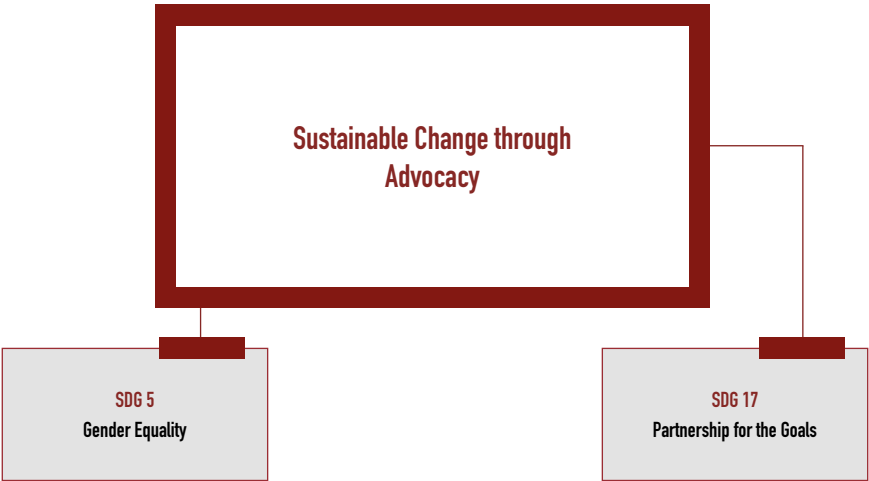 Sustainable Change through
Advocacy
SDG 5
Gender Equality
SDG 17
Partnership for the Goals